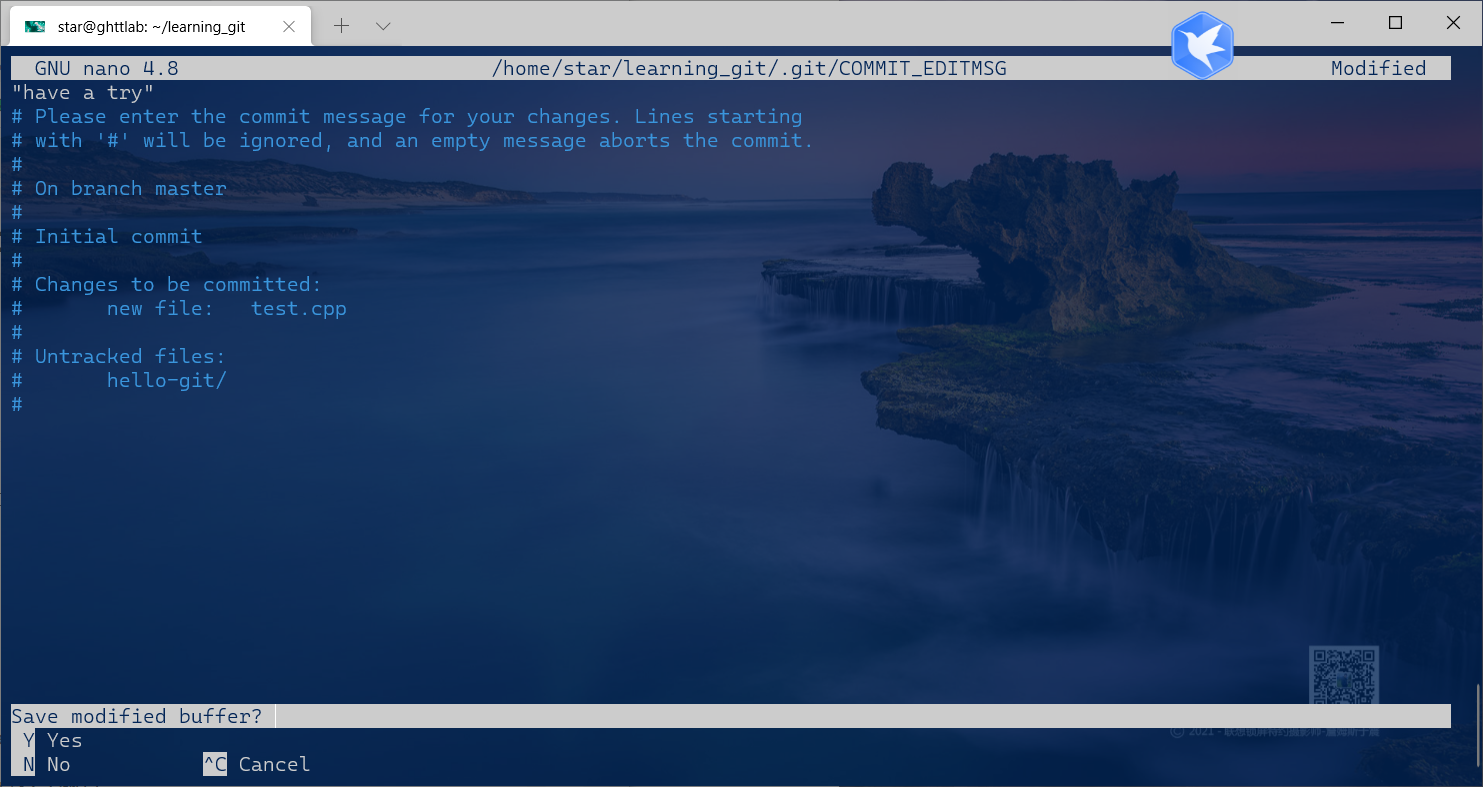 star@ghttlab: ~/learning_git
GNU nano 4.8 /home/star/learning_git/.git/COMMIT_EDITMSG Modified
"have a try"
# Please enter the commit message for your changes. Lines starting
# with '#' will be ignored, and an empty message aborts the commit.
#
# On branch master
#
# Initial commit
#
# Changes to be committed:
#       new file:   test.cpp
#
# Untracked files:
#       hello-git/
#
Save modified buffer?
Y Yes
N No ^C Cancel
© 2021 -